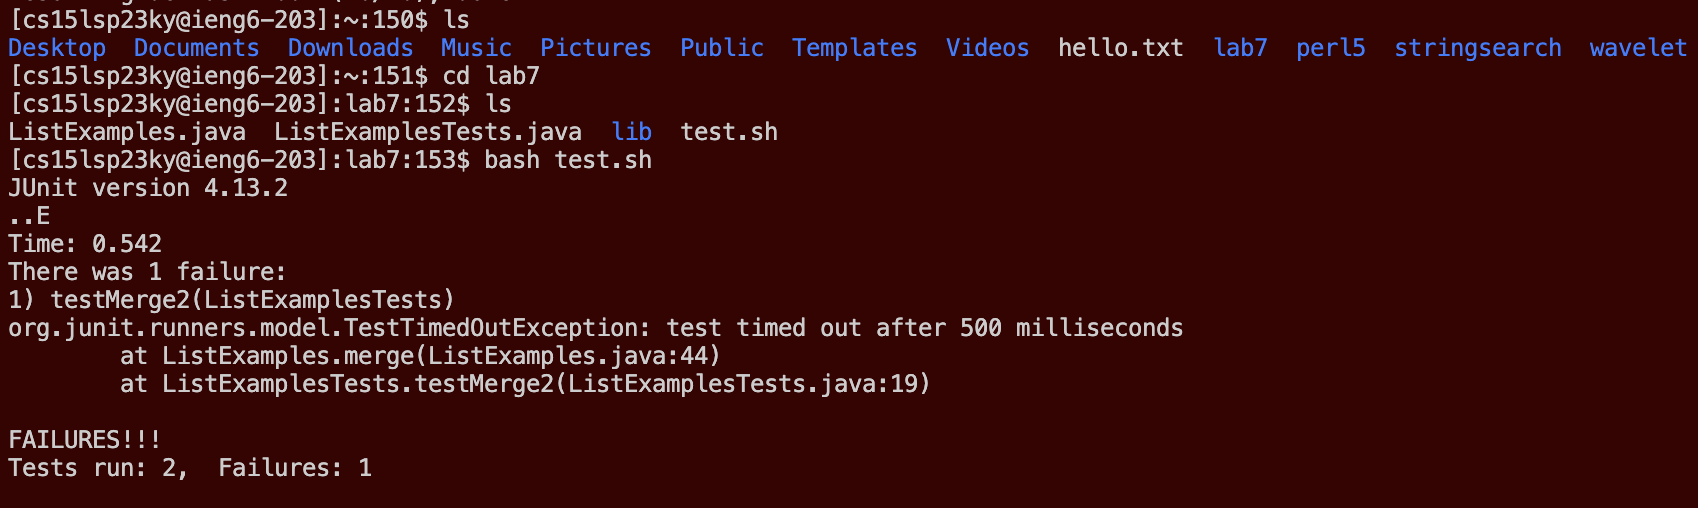 [cs15lsp23ky@ieng6-203]:~:150$ ls
Desktop  Documents  Downloads  Music  Pictures  Public  Templates  Videos  hello.txt  lab7  perl5  stringsearch  wavelet
[cs15lsp23ky@ieng6-203]:~:151$ cd lab7
[cs15lsp23ky@ieng6-203]:lab7:152$ ls
ListExamples.java  ListExamplesTests.java  lib  test.sh
[cs15lsp23ky@ieng6-203]:lab7:153$ bash test.sh
JUnit version 4.13.2
..E
Time: 0.542
There was 1 failure:
1) testMerge2(ListExamplesTests)
org.junit.runners.model.TestTimedOutException: test timed out after 500 milliseconds
        at ListExamples.merge(ListExamples.java:44)
        at ListExamplesTests.testMerge2(ListExamplesTests.java:19)

FAILURES!!!
Tests run: 2,  Failures: 1